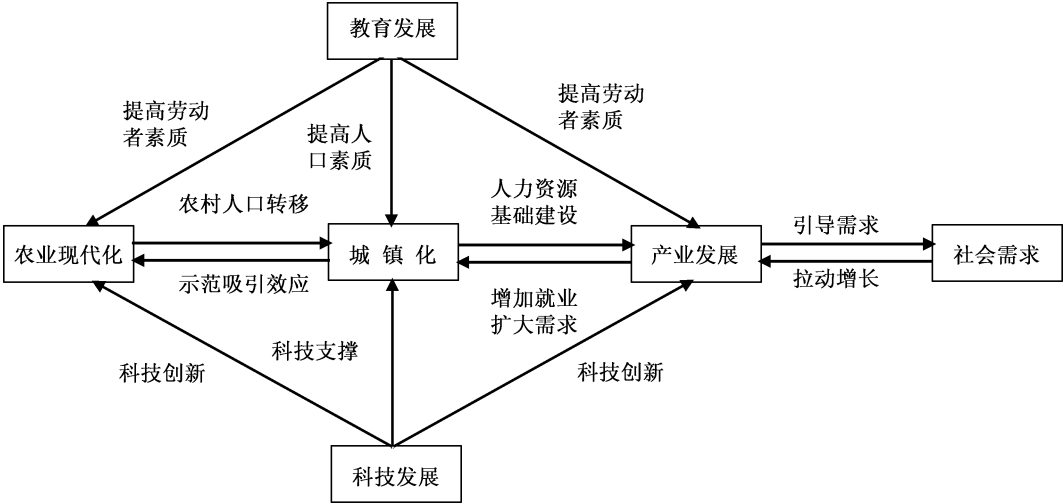 教育发展
提高劳动
者素质
提高人
口素质
提高劳动
者素质
农村人口转移
人力资源
基础建设
引导需求
农业现代化
城镇化
产业发展
社会需求
示范吸引效应
增加就业
扩大需求
拉动增长
科技创新
科技支撑
科技创新
科技发展